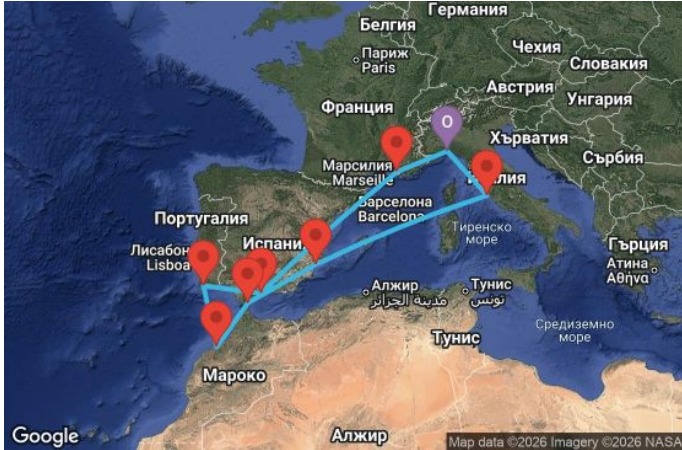 Германия
Белгия
Париж
Paris
Чехия
Словакия
Австрия
Унгария
Франция
O
Хърватия
Марсилия
Marseille
Италия
Сърбия
Барселона
Barcelona
Португалия
Тиренско
море
Испания
Лисабон
Lisboa
Гърция
Атина
Αθήνα
Алжир
مدينة الجزائر
Тунис
تونس
Средиземно
море
Тунис
Мароко
Алжир
Google
Map data ©2026 Imagery ©2026 NASA